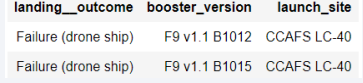 landing__outcome booster_version launch_site
Failure (drone ship) F9 v1.1 B1012 CCAFS LC-40
Failure (drone ship) F9 v1.1 B1015 CCAFS LC-40